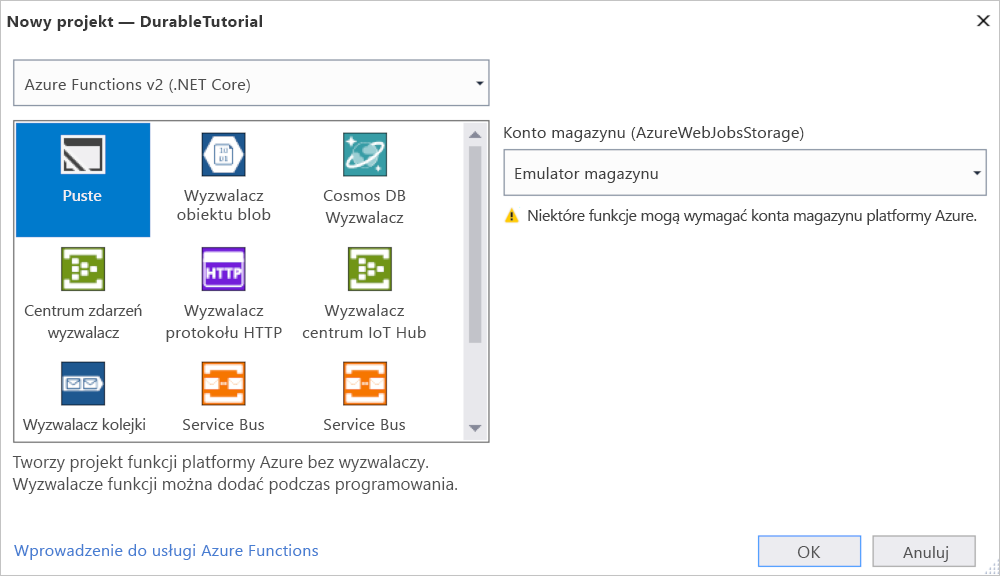 Nowy projekt — DurableTutorial
Azure Functions v2 (.NET Core)
Puste
Wyzwalacz
obiektu blob
Cosmos DB
Wyzwalacz
Centrum zdarzeń
wyzwalacz
HTTP
Wyzwalacz
protokołu HTTP
Wyzwalacz
centrum IoT Hub
Wyzwalacz kolejki
Service Bus
Service Bus
Konto magazynu (AzureWebJobsStorage)
Emulator magazynu
Niektóre funkcje mogą wymagać konta magazynu platformy Azure.
Tworzy projekt funkcji platformy Azure bez wyzwalaczy.
Wyzwalacze funkcji można dodać podczas programowania.
Wprowadzenie do usługi Azure Functions
OK
Anuluj